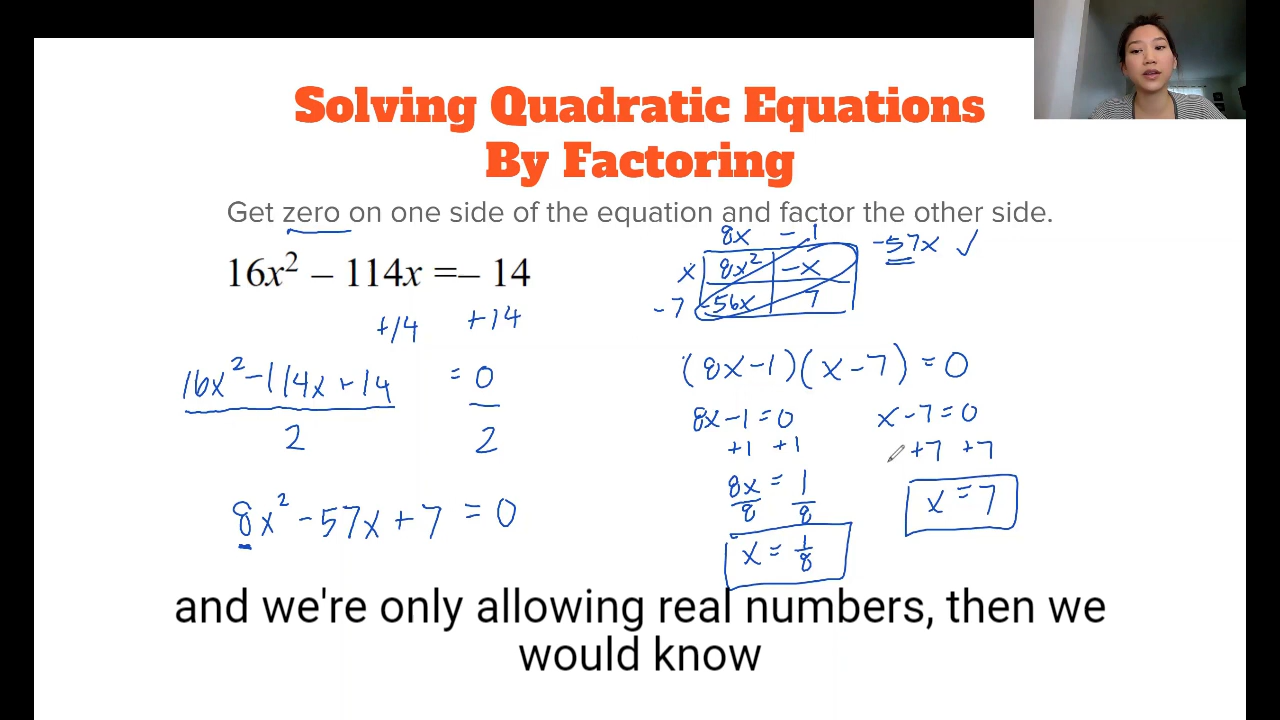 Solving Quadratic Equations
By Factoring
Get zero on one side of the equation and factor the other side.
16x² – 114x =– 14
+14 +14
16x² - 114x + 14 = 0
2 2
8x² - 57x + 7 = 0
8x - 1
x 8x² -x
-7 -56x 7
-57x ✓
(8x-1)(x-7) = 0
8x-1=0
+1 +1
8x = 1
8 8
x = 1/8
x-7=0
+7 +7
x = 7
and we're only allowing real numbers, then we
would know